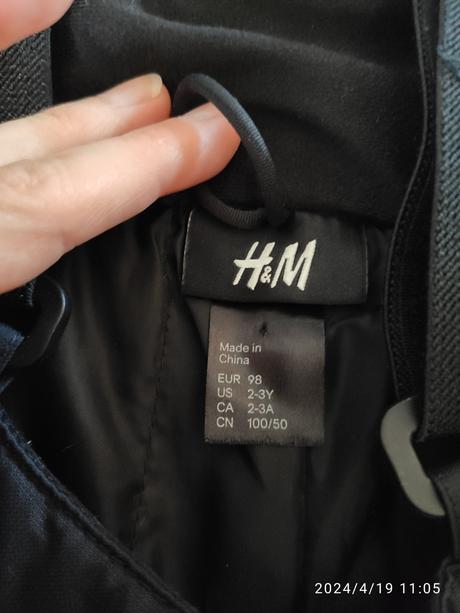 H&M
Made in
China
EUR 98
US 2-3Y
CA 2-3A
CN 100/50
2024/4/19 11:05